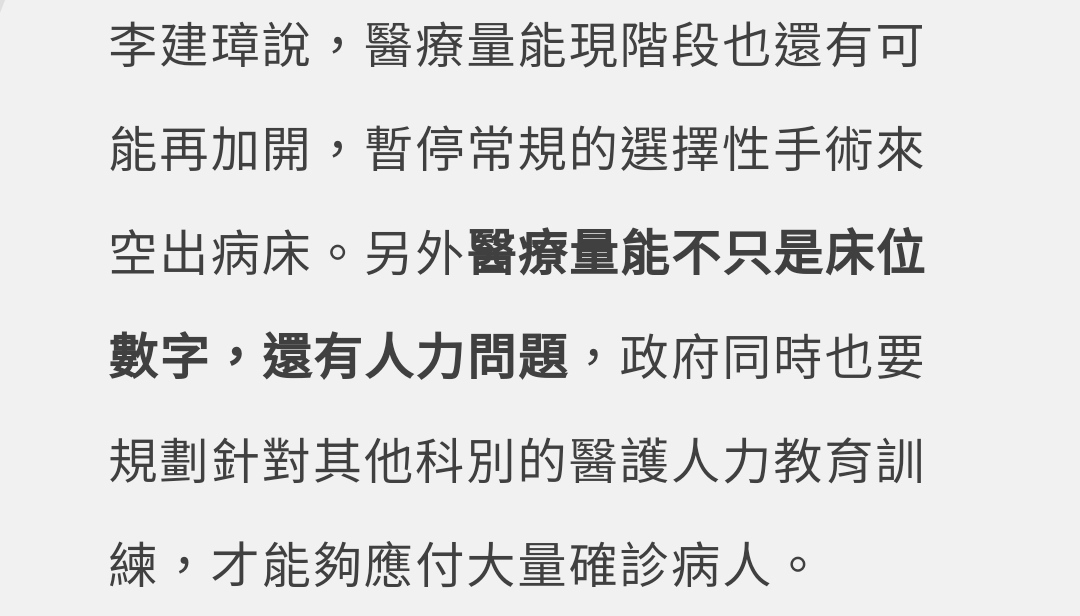 李建璋說，醫療量能現階段也還有可
能再加開，暫停常規的選擇性手術來
空出病床。另外醫療量能不只是床位
數字，還有人力問題，政府同時也要
規劃針對其他科別的醫護人力教育訓
練，才能夠應付大量確診病人。